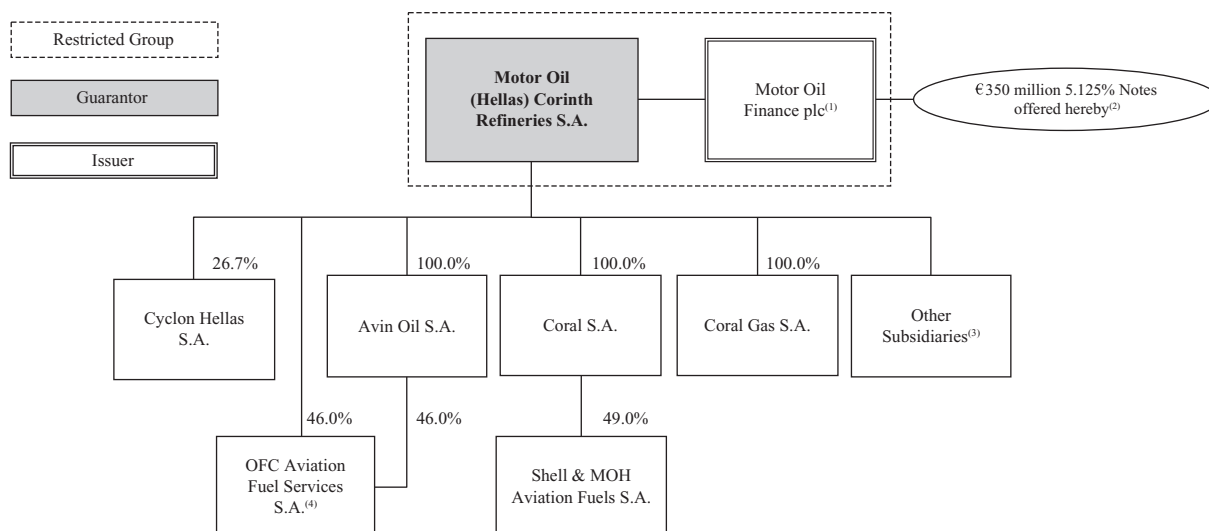 Restricted Group
Guarantor
Issuer
Motor Oil
(Hellas) Corinth
Refineries S.A.
Motor Oil
Finance plc(1)
€350 million 5.125% Notes
offered hereby(2)
26.7%
100.0%
100.0%
100.0%
Cyclon Hellas
S.A.
Avin Oil S.A.
Coral S.A.
Coral Gas S.A.
Other
Subsidiaries(3)
46.0%
46.0%
49.0%
OFC Aviation
Fuel Services
S.A.(4)
Shell & MOH
Aviation Fuels S.A.